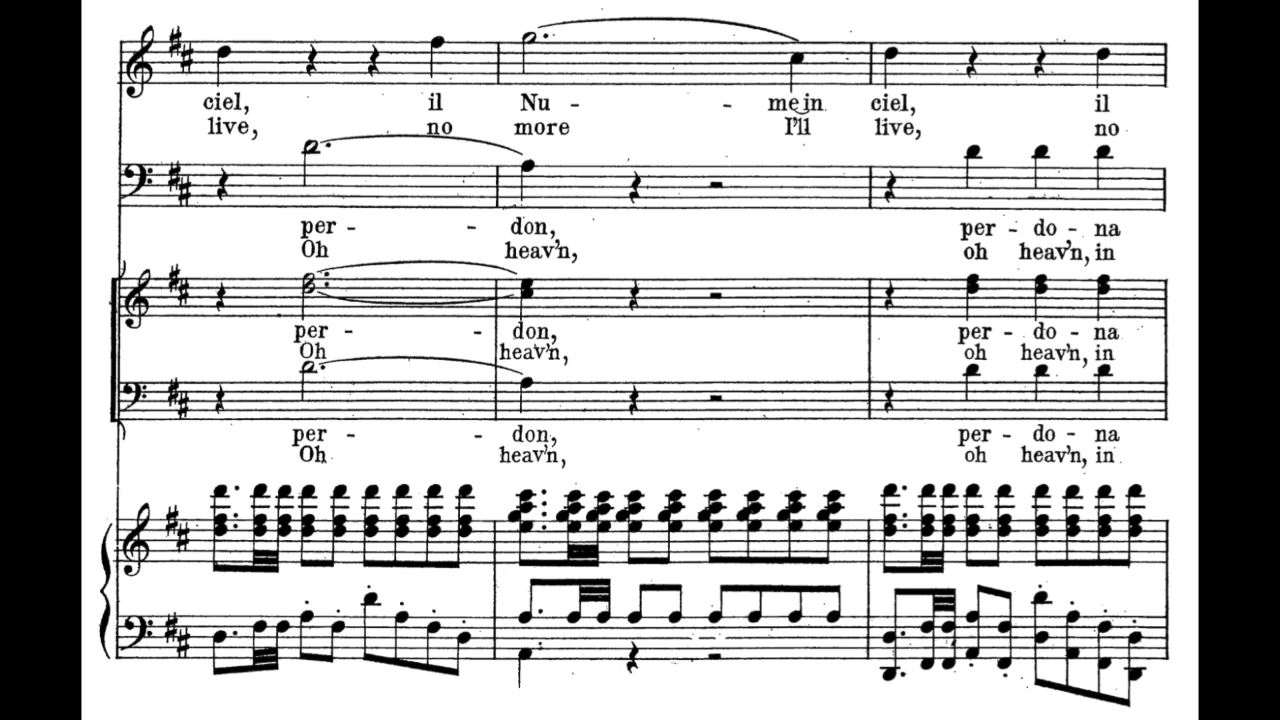 ciel, il Nu - - me in ciel, il
live, no more I'll live, no
per - - don, per - do - na
Oh heav'n, oh heav'n, in
per - - don, per - do - na
Oh heav'n, oh heav'n, in
per - - don, per - do - na
Oh heav'n, oh heav'n, in